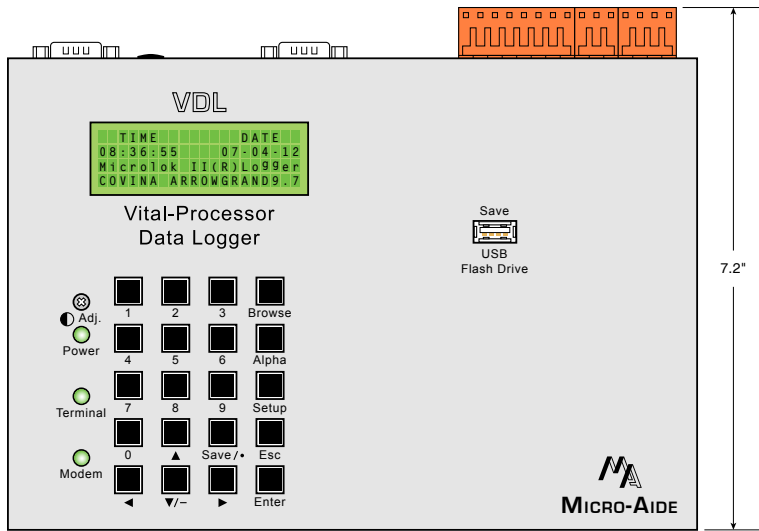 VDL
TIME DATE
08:36:55 07-04-12
Microlok II(R)Logger
COVINA ARROWGRAND9.7
Vital-Processor
Data Logger
Save
USB
Flash Drive
7.2"
1 2 3 Browse
Adj.
Power
4 5 6 Alpha
Terminal
7 8 9 Setup
0 ▲ Save/• Esc
Modem
◄ ▼/– ► Enter
MA
MICRO-AIDE